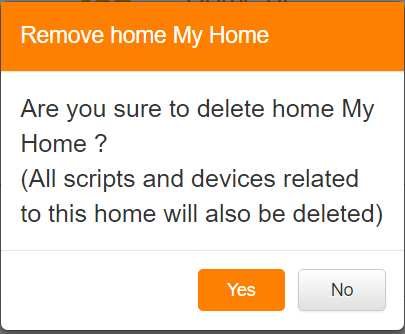 Remove home My Home
Are you sure to delete home My
Home ?
(All scripts and devices related
to this home will also be deleted)
Yes No